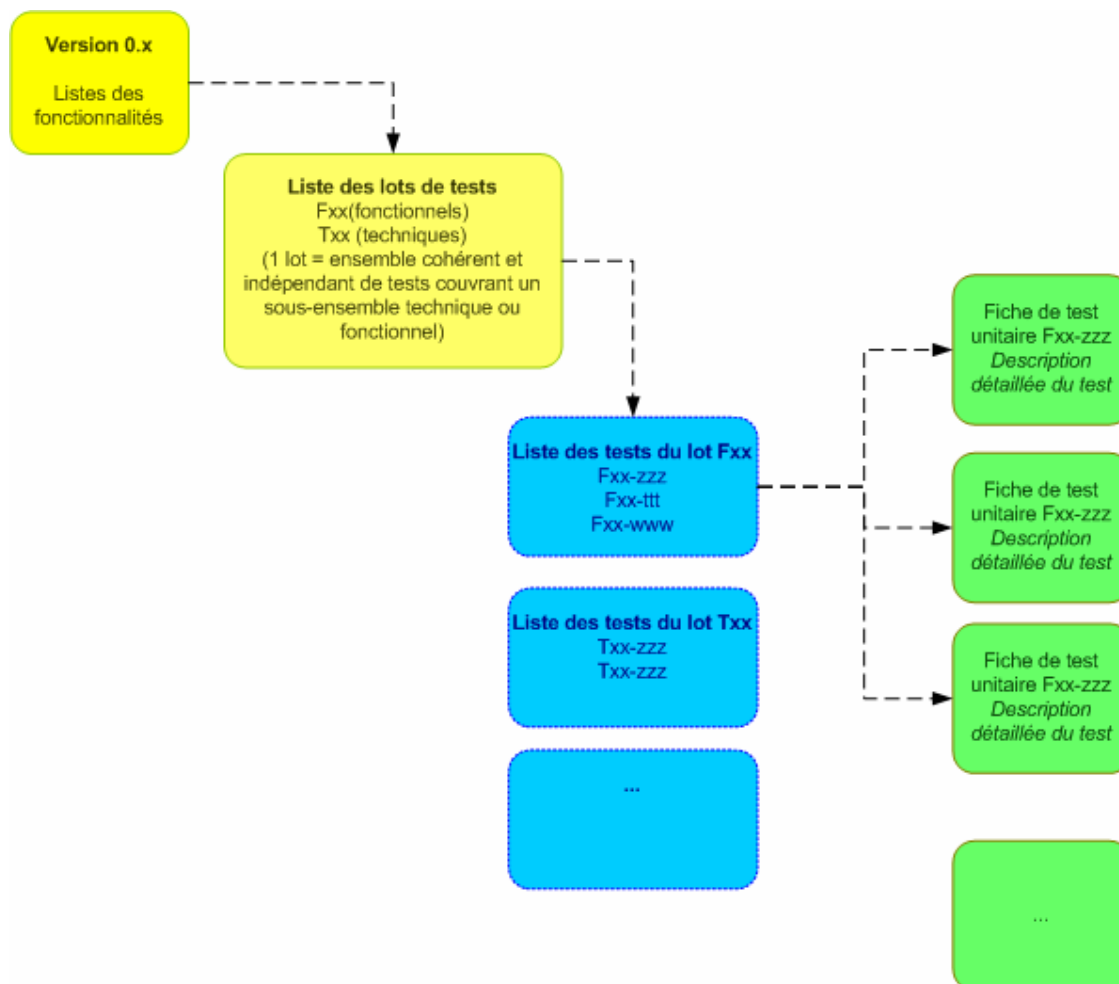 Version 0.x
Listes des
fonctionnalités
Liste des lots de tests
Fxx(fonctionnels)
Txx (techniques)
(1 lot = ensemble cohérent et
indépendant de tests couvrant un
sous-ensemble technique ou
fonctionnel)
Liste des tests du lot Fxx
Fxx-zzz
Fxx-ttt
Fxx-www
Liste des tests du lot Txx
Txx-zzz
Txx-zzz
...
Fiche de test
unitaire Fxx-zzz
Description
détaillée du test
Fiche de test
unitaire Fxx-zzz
Description
détaillée du test
Fiche de test
unitaire Fxx-zzz
Description
détaillée du test
...